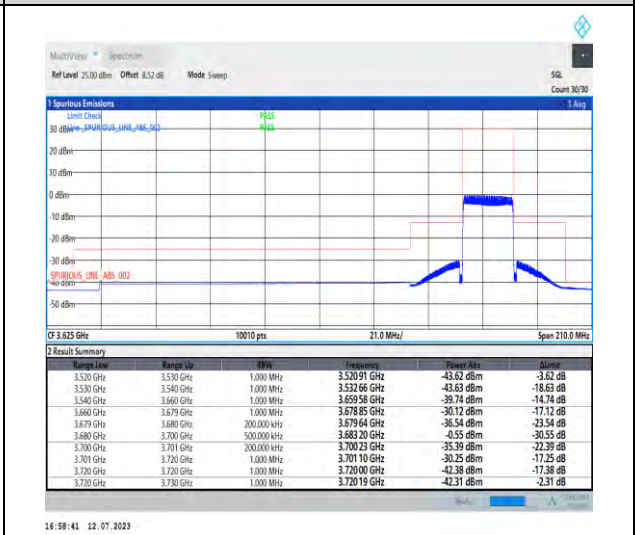 MultiView Spectrum
Ref Level 25.00 dBm Offset 8.52 dB Mode Sweep SGL
Count 30/30
1 Spurious Emissions 1 Avg
Limit Check PASS
30 dBm Line _SPURIOUS_LINE_ABS_002 PASS
20 dBm
10 dBm
0 dBm
-10 dBm
-20 dBm
-30 dBm
SPURIOUS_LINE_ABS_002
-40 dBm
-50 dBm
CF 3.625 GHz 10010 pts 21.0 MHz/ Span 210.0 MHz
2 Result Summary
Range Low Range Up RBW Frequency Power Abs ΔLimit
3.520 GHz 3.530 GHz 1.000 MHz 3.520 91 GHz -43.62 dBm -3.62 dB
3.530 GHz 3.540 GHz 1.000 MHz 3.532 66 GHz -43.63 dBm -18.63 dB
3.540 GHz 3.660 GHz 1.000 MHz 3.659 58 GHz -39.74 dBm -14.74 dB
3.660 GHz 3.679 GHz 1.000 MHz 3.678 85 GHz -30.12 dBm -17.12 dB
3.679 GHz 3.680 GHz 200.000 kHz 3.679 64 GHz -36.54 dBm -23.54 dB
3.680 GHz 3.700 GHz 500.000 kHz 3.683 20 GHz -0.55 dBm -30.55 dB
3.700 GHz 3.701 GHz 200.000 kHz 3.700 23 GHz -35.39 dBm -22.39 dB
3.701 GHz 3.720 GHz 1.000 MHz 3.701 10 GHz -30.25 dBm -17.25 dB
3.720 GHz 3.720 GHz 1.000 MHz 3.720 00 GHz -42.38 dBm -17.38 dB
3.720 GHz 3.730 GHz 1.000 MHz 3.720 19 GHz -42.31 dBm -2.31 dB
16:58:41 12.07.2023